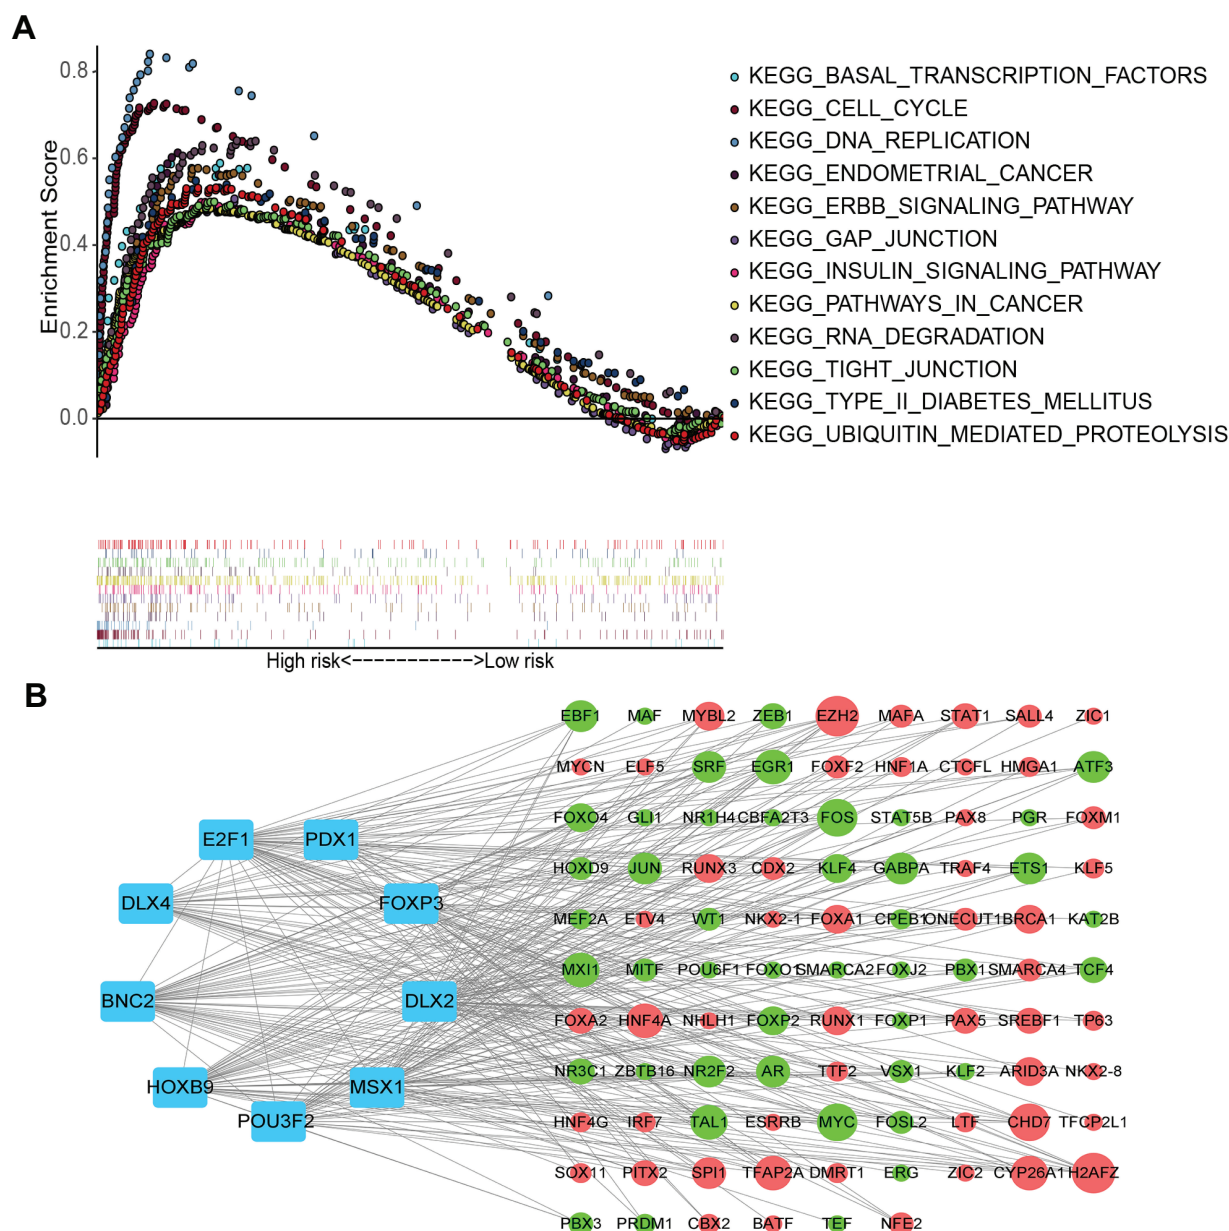 A
Enrichment Score
0.8
0.6
0.4
0.2
0.0
KEGG_BASAL_TRANSCRIPTION_FACTORS
KEGG_CELL_CYCLE
KEGG_DNA_REPLICATION
KEGG_ENDOMETRIAL_CANCER
KEGG_ERBB_SIGNALING_PATHWAY
KEGG_GAP_JUNCTION
KEGG_INSULIN_SIGNALING_PATHWAY
KEGG_PATHWAYS_IN_CANCER
KEGG_RNA_DEGRADATION
KEGG_TIGHT_JUNCTION
KEGG_TYPE_II_DIABETES_MELLITUS
KEGG_UBIQUITIN_MEDIATED_PROTEOLYSIS
High risk<----------->Low risk
B
E2F1 PDX1
DLX4 FOXP3
BNC2 DLX2
HOXB9 MSX1
POU3F2
EBF1 MAF MYBL2 ZEB1 EZH2 MAFA STAT1 SALL4 ZIC1
MYCN ELF5 SRF EGR1 FOXF2 HNF1A CTCFL HMGA1 ATF3
FOXO4 GLI1 NR1H4 CBFA2T3 FOS STAT5B PAX8 PGR FOXM1
HOXD9 JUN RUNX3 CDX2 KLF4 GABPA TRAF4 ETS1 KLF5
MEF2A ETV4 WT1 NKX2-1 FOXA1 CPEB1 ONECUT1 BRCA1 KAT2B
MXI1 MITF POU6F1 FOXO1 SMARCA2 FOXJ2 PBX1 SMARCA4 TCF4
FOXA2 HNF4A NHLH1 FOXP2 RUNX1 FOXP1 PAX5 SREBF1 TP63
NR3C1 ZBTB16 NR2F2 AR TTF2 VSX1 KLF2 ARID3A NKX2-8
HNF4G IRF7 TAL1 ESRRB MYC FOSL2 LTF CHD7 TFCP2L1
SOX11 PITX2 SPI1 TFAP2A DMRT1 ERG ZIC2 CYP26A1 H2AFZ
PBX3 PRDM1 CBX2 BATF TEF NFE2